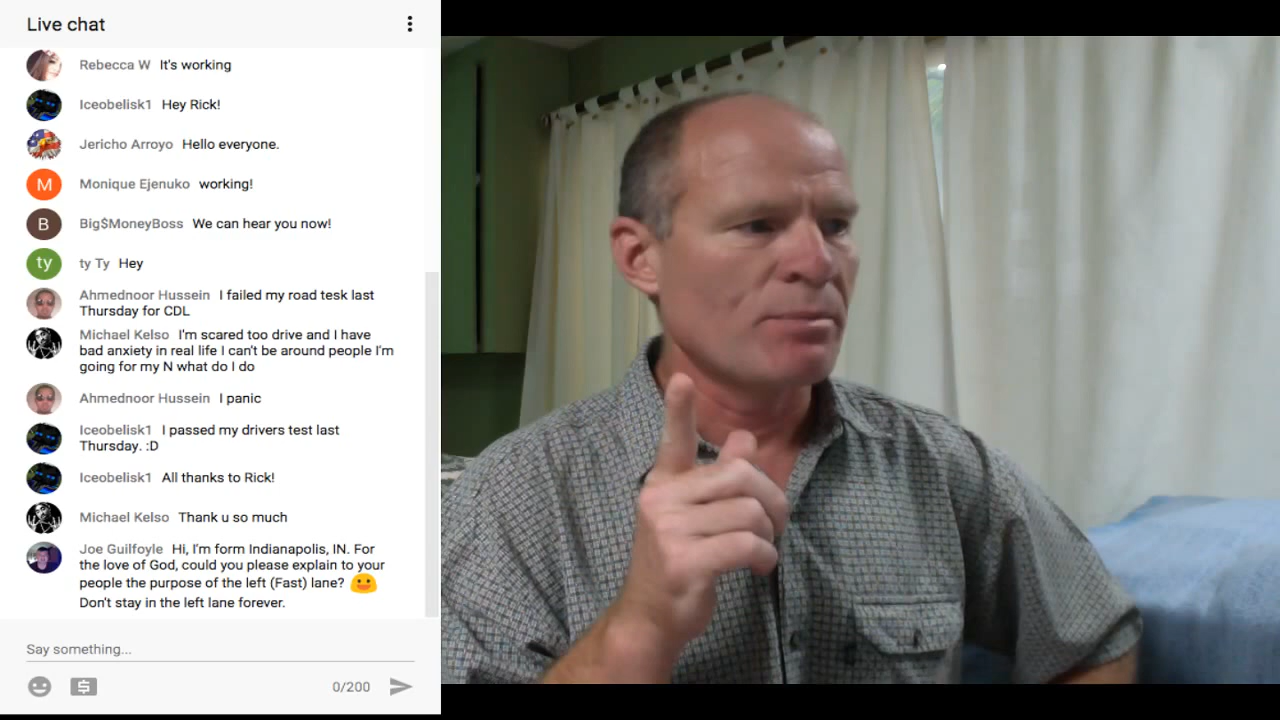 Live chat
Rebecca W It's working
Iceobelisk1 Hey Rick!
Jericho Arroyo Hello everyone.
M Monique Ejenuko working!
B Big$MoneyBoss We can hear you now!
ty ty Ty Hey
Ahmednoor Hussein I failed my road tesk last
Thursday for CDL
Michael Kelso I'm scared too drive and I have
bad anxiety in real life I can't be around people I'm
going for my N what do I do
Ahmednoor Hussein I panic
Iceobelisk1 I passed my drivers test last
Thursday. :D
Iceobelisk1 All thanks to Rick!
Michael Kelso Thank u so much
Joe Guilfoyle Hi, I'm form Indianapolis, IN. For
the love of God, could you please explain to your
people the purpose of the left (Fast) lane?
Don't stay in the left lane forever.
Say something...
$ 0/200